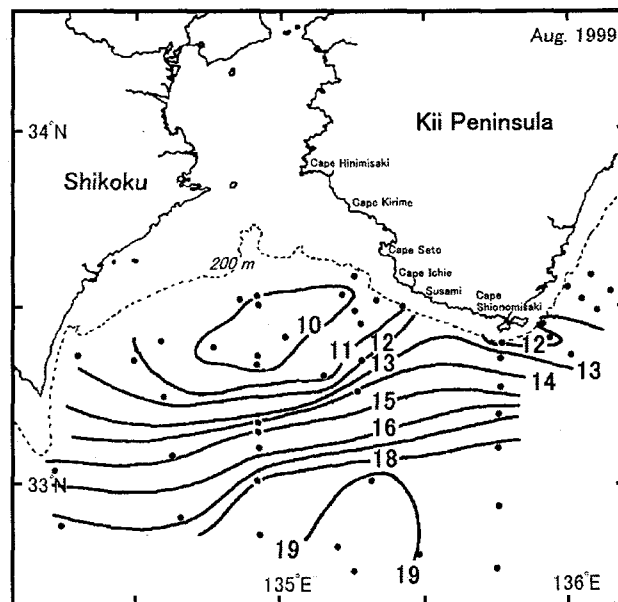 Aug. 1999
34°N
Kii Peninsula
Cape Hinimisaki
Shikoku
Cape Kirime
Cape Seto
200 m
Cape Ichie
Susami
Cape
Shionomisaki
10
11
12
13
12
13
14
15
16
18
33°N
19
19
135°E
136°E